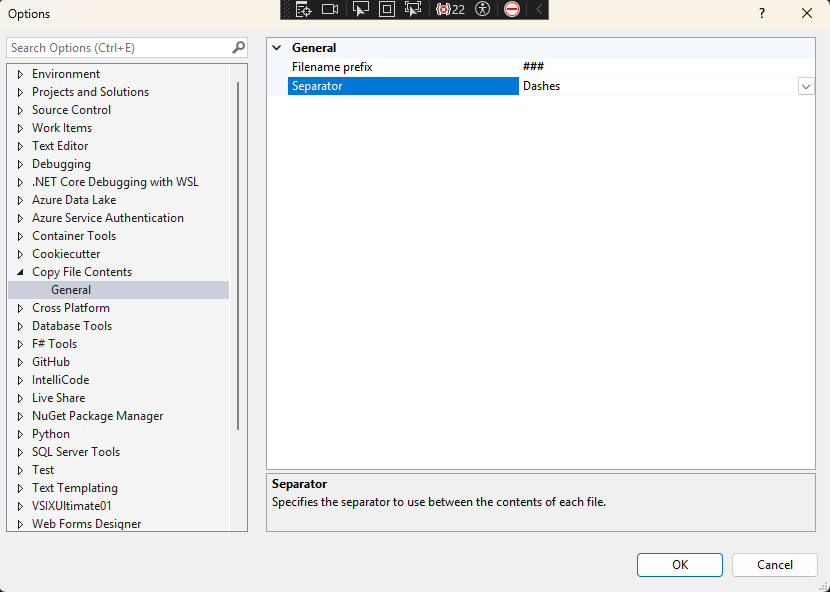 Options
22
?
Search Options (Ctrl+E)
Environment
Projects and Solutions
Source Control
Work Items
Text Editor
Debugging
.NET Core Debugging with WSL
Azure Data Lake
Azure Service Authentication
Container Tools
Cookiecutter
Copy File Contents
General
Cross Platform
Database Tools
F# Tools
GitHub
IntelliCode
Live Share
NuGet Package Manager
Python
SQL Server Tools
Test
Text Templating
VSIXUltimate01
Web Forms Designer
General
Filename prefix ###
Separator Dashes
Separator
Specifies the separator to use between the contents of each file.
OK Cancel